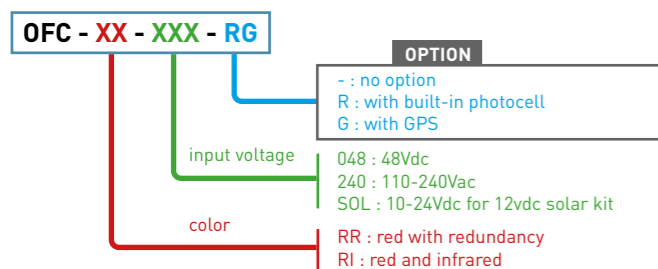 OFC - XX - XXX - RG
OPTION
- : no option
R : with built-in photocell
G : with GPS
input voltage
048 : 48Vdc
240 : 110-240Vac
SOL : 10-24Vdc for 12vdc solar kit
color
RR : red with redundancy
RI : red and infrared